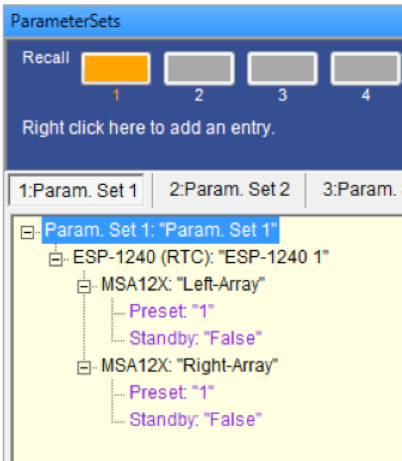 ParameterSets
Recall
1 2 3 4
Right click here to add an entry.
1:Param. Set 1 2:Param. Set 2 3:Param.
Param. Set 1: "Param. Set 1"
ESP-1240 (RTC): "ESP-1240 1"
MSA12X: "Left-Array"
Preset: "1"
Standby: "False"
MSA12X: "Right-Array"
Preset: "1"
Standby: "False"